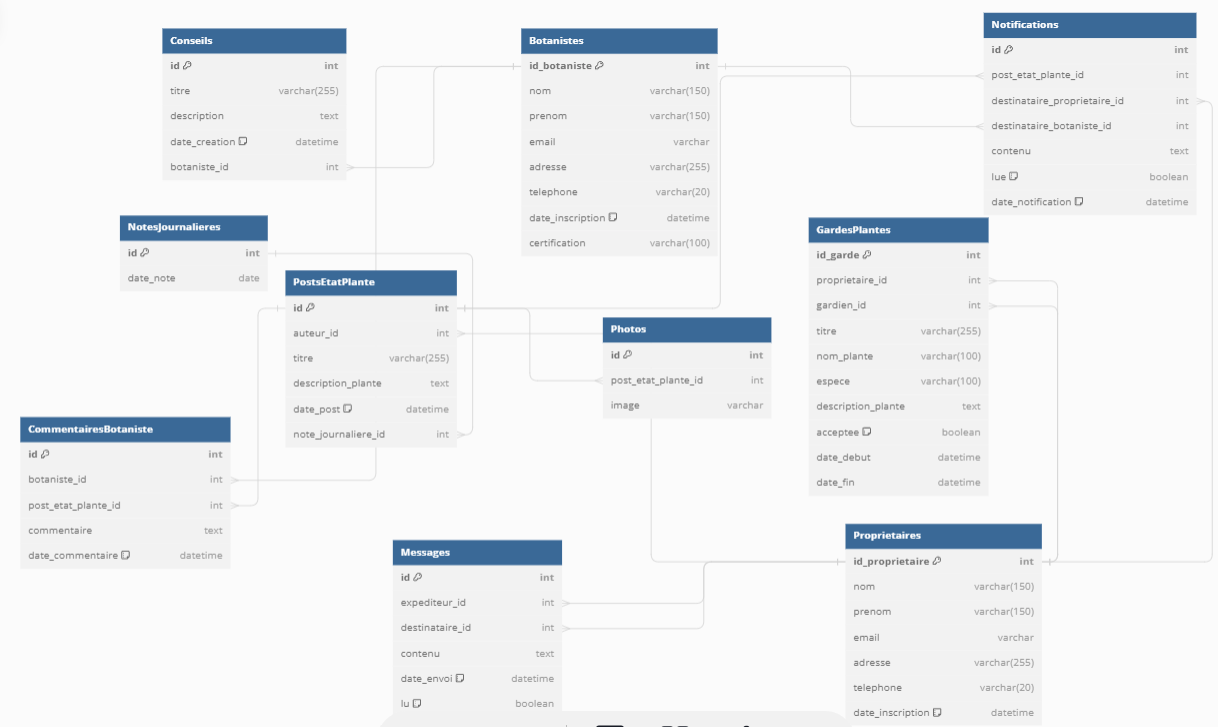 Conseils
id int
titre varchar(255)
description text
date_creation datetime
botaniste_id int
Botanistes
id_botaniste int
nom varchar(150)
prenom varchar(150)
email varchar
adresse varchar(255)
telephone varchar(20)
date_inscription datetime
certification varchar(100)
Notifications
id int
post_etat_plante_id int
destinataire_proprietaire_id int
destinataire_botaniste_id int
contenu text
lue boolean
date_notification datetime
NotesJournalieres
id int
date_note date
PostsEtatPlante
id int
auteur_id int
titre varchar(255)
description_plante text
date_post datetime
note_journaliere_id int
Photos
id int
post_etat_plante_id int
image varchar
GardesPlantes
id_garde int
proprietaire_id int
gardien_id int
titre varchar(255)
nom_plante varchar(100)
espece varchar(100)
description_plante text
acceptee boolean
date_debut datetime
date_fin datetime
CommentairesBotaniste
id int
botaniste_id int
post_etat_plante_id int
commentaire text
date_commentaire datetime
Messages
id int
expediteur_id int
destinataire_id int
contenu text
date_envoi datetime
lu boolean
Proprietaires
id_proprietaire int
nom varchar(150)
prenom varchar(150)
email varchar
adresse varchar(255)
telephone varchar(20)
date_inscription datetime